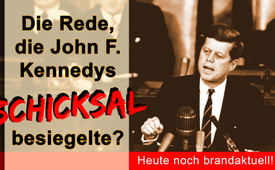 Die Rede,
die John F.
Kennedys
SCHICKSAL
besiegelte?
Heute noch brandaktuell!